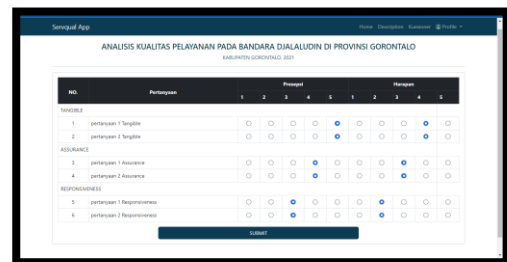 Servqual App Home Description Kuesioner Profile
ANALISIS KUALITAS PELAYANAN PADA BANDARA DJALALUDIN DI PROVINSI GORONTALO
KABUPATEN GORONTALO, 2021
NO. Pertanyaan Presepsi Harapan
1 2 3 4 5 1 2 3 4 5
TANGIBLE
1 pertanyaan 1 Tangible
2 pertanyaan 2 Tangible
ASSURANCE
3 pertanyaan 1 Assurance
4 pertanyaan 2 Assurance
RESPONSIVENESS
5 pertanyaan 1 Responsiveness
6 pertanyaan 2 Responsiveness
SUBMIT